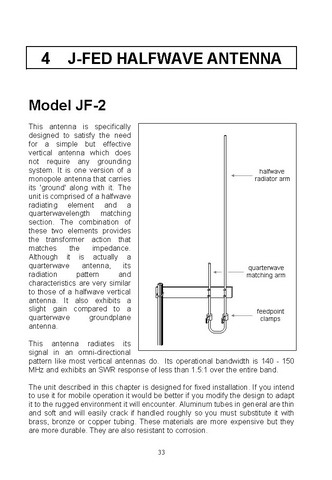 4 J-FED HALFWAVE ANTENNA
Model JF-2
This antenna is specifically
designed to satisfy the need
for a simple but effective
vertical antenna which does
not require any grounding
system. It is one version of a
monopole antenna that carries
its 'ground' along with it. The
unit is comprised of a halfwave
radiating element and a
quarterwavelength matching
section. The combination of
these two elements provides
the transformer action that
matches the impedance.
Although it is actually a
quarterwave antenna, its
radiation pattern and
characteristics are very similar
to those of a halfwave vertical
antenna. It also exhibits a
slight gain compared to a
quarterwave groundplane
antenna.
halfwave
radiator arm
quarterwave
matching arm
feedpoint
clamps
This antenna radiates its
signal in an omni-directional
pattern like most vertical antennas do. Its operational bandwidth is 140 - 150
MHz and exhibits an SWR response of less than 1.5:1 over the entire band.
The unit described in this chapter is designed for fixed installation. If you intend
to use it for mobile operation it would be better if you modify the design to adapt
it to the rugged environment it will encounter. Aluminum tubes in general are thin
and soft and will easily crack if handled roughly so you must substitute it with
brass, bronze or copper tubing. These materials are more expensive but they
are more durable. They are also resistant to corrosion.
33